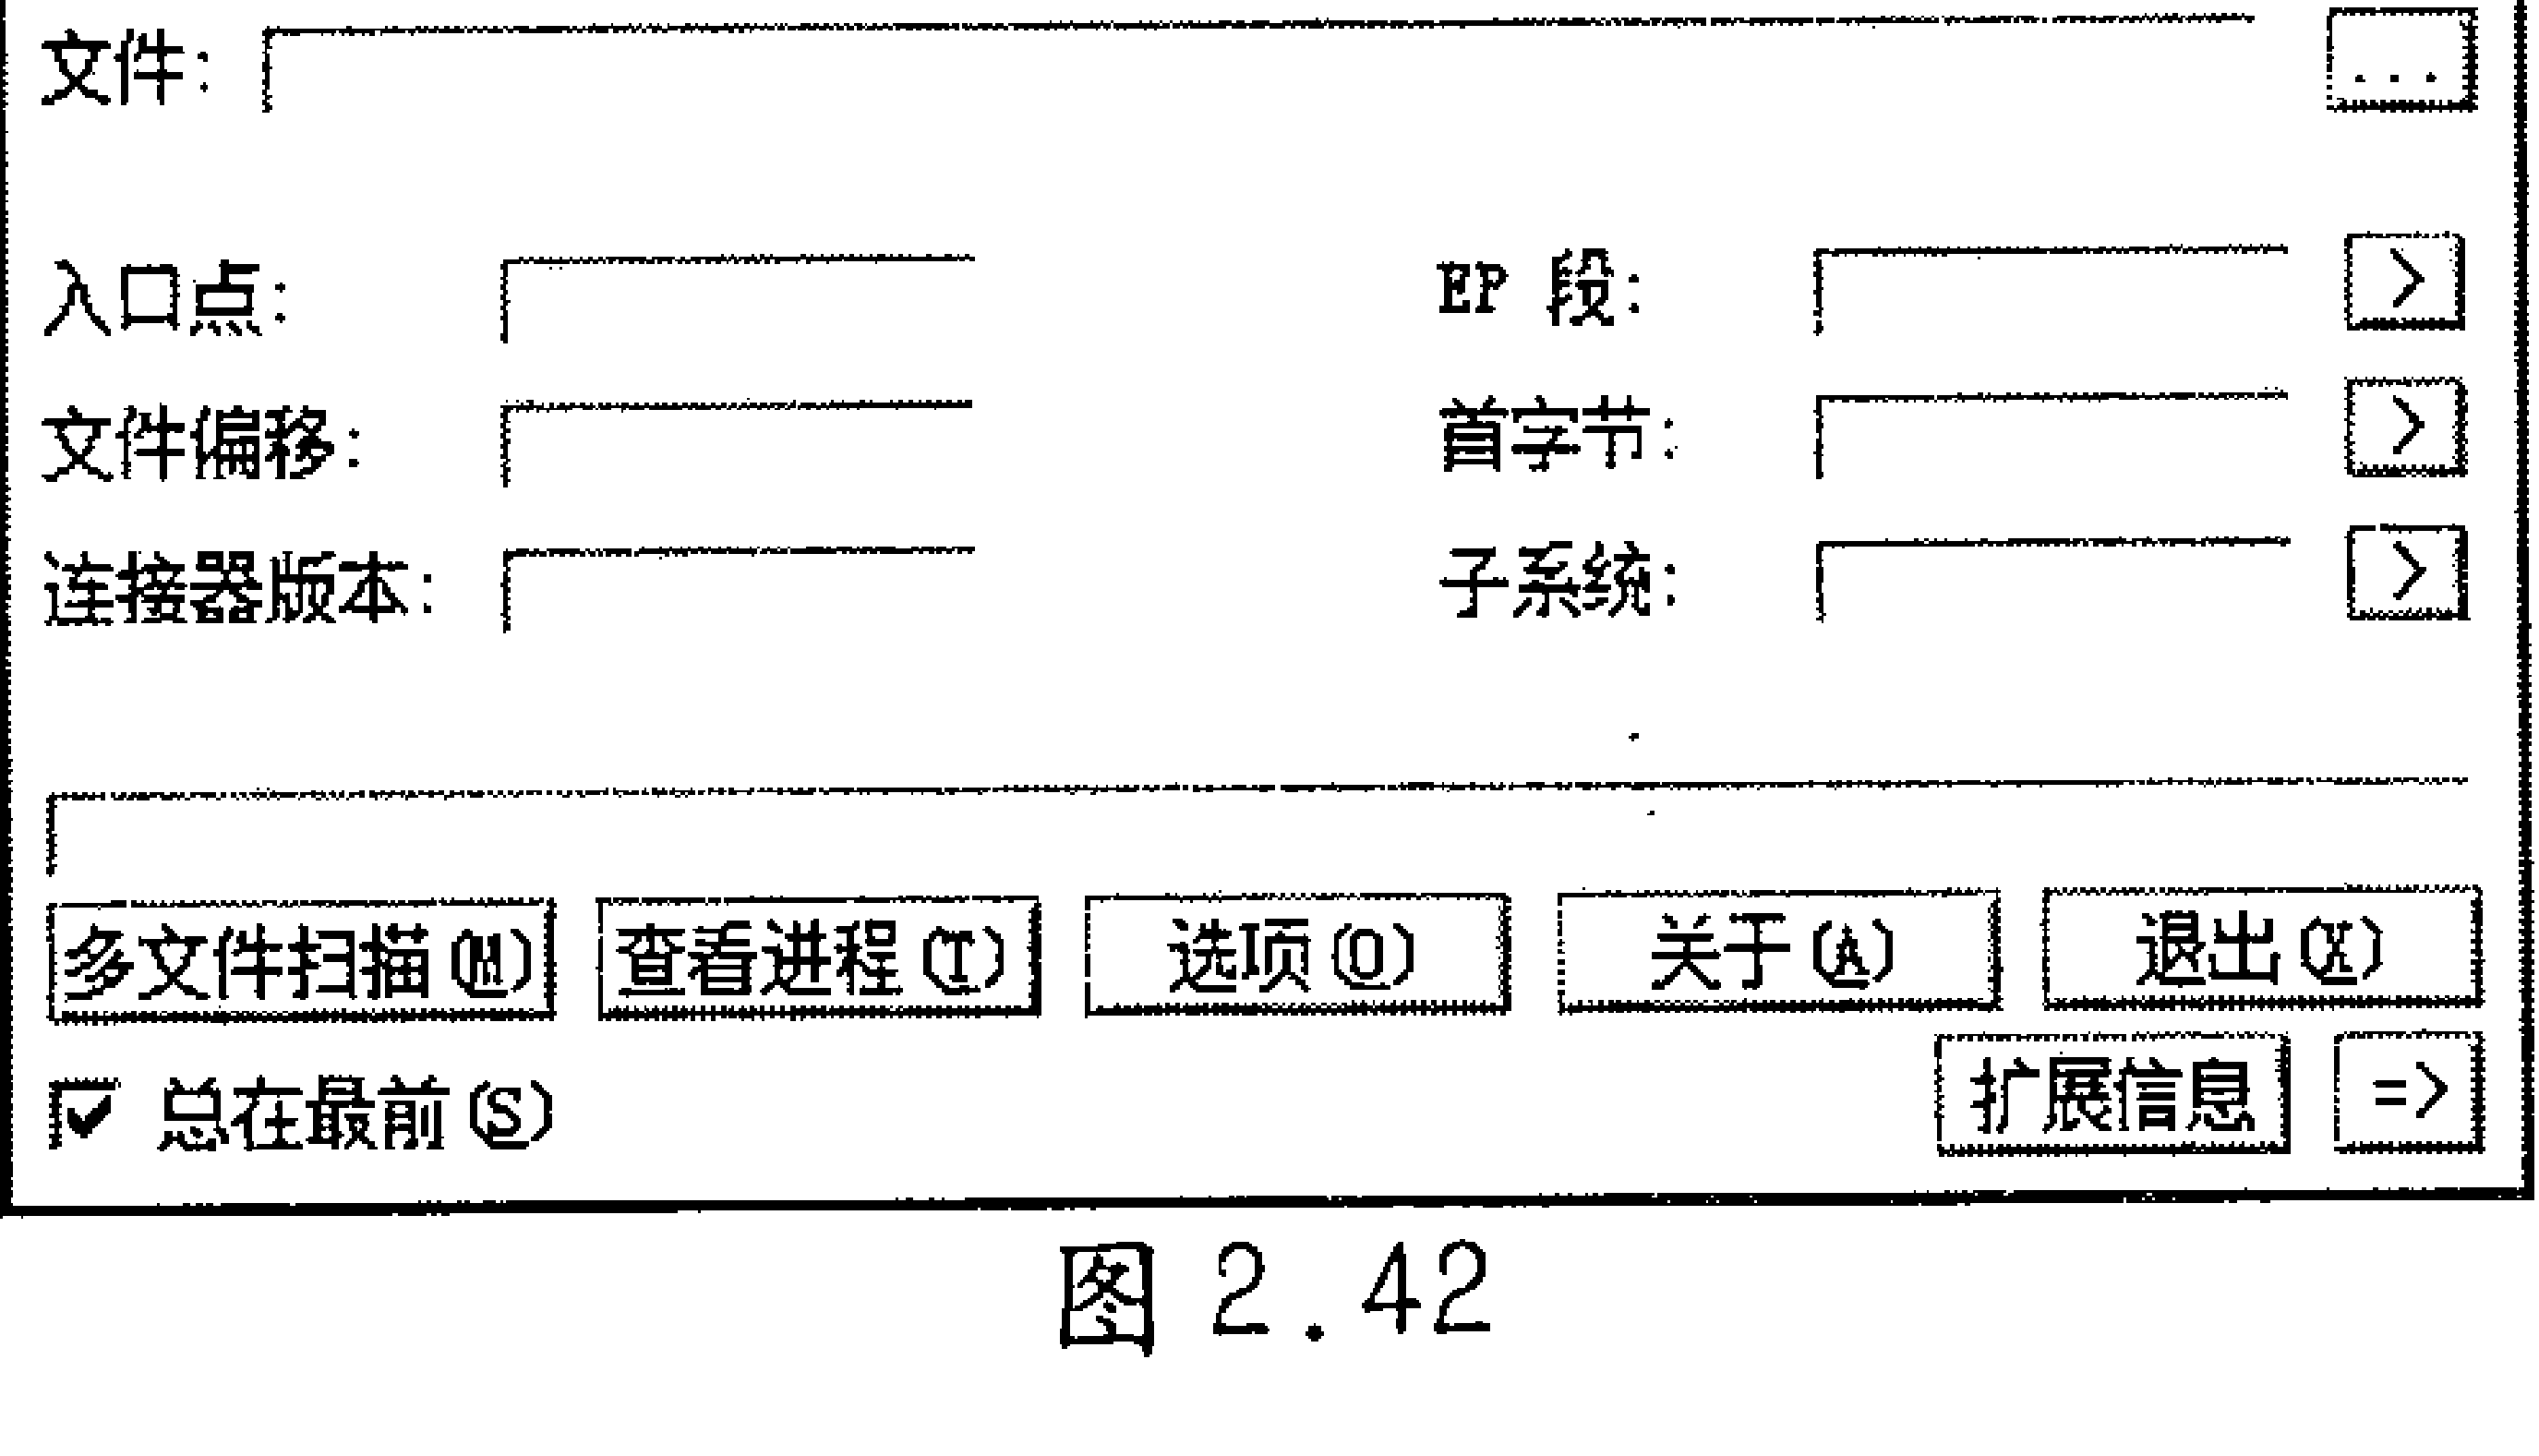 文件: ...
入口点: EP 段: >
文件偏移: 首字节: >
连接器版本: 子系统: >
多文件扫描(M) 查看进程(T) 选项(O) 关于(A) 退出(X)
总在最前(S) 扩展信息 =>
图 2.42